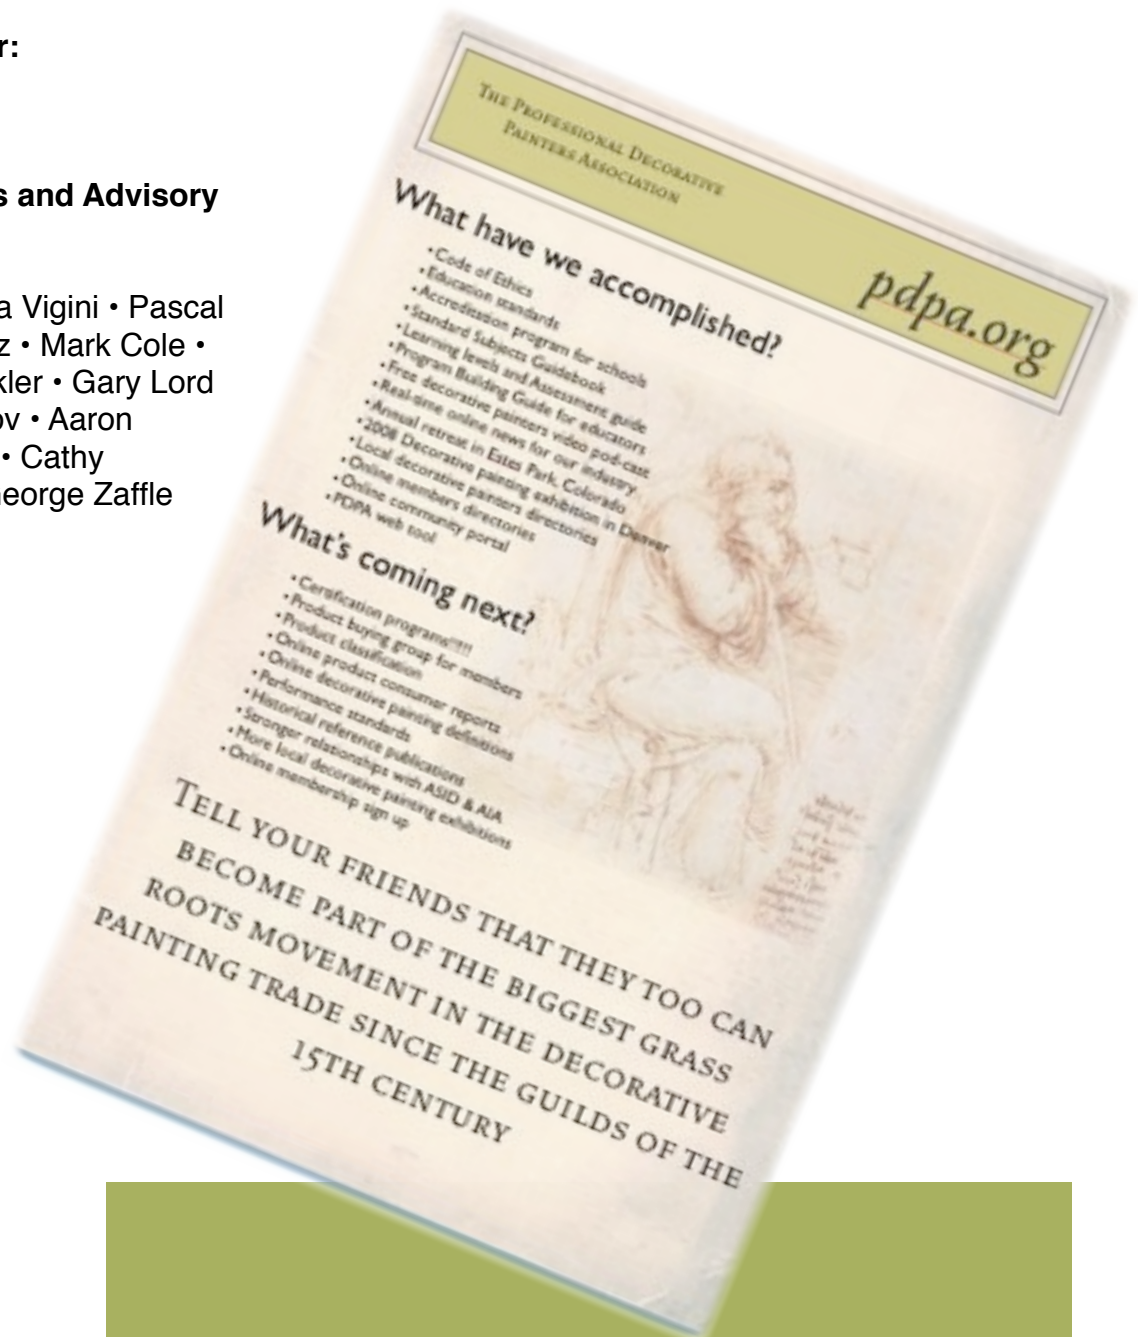 r:
s and Advisory
a Vigini • Pascal
z • Mark Cole •
kler • Gary Lord
ov • Aaron
• Cathy
eorge Zaffle
THE PROFESSIONAL DECORATIVE
PAINTERS ASSOCIATION
pdpa.org
What have we accomplished?
• Code of Ethics
• Education standards
• Accreditation program for schools
• Standard Subjects Guidebook
• Learning levels and Assessment guide
• Program Building Guide for educators
• Free decorative painters video pod-cast
• Real-time online news for our industry
• Annual retreat in Estes Park, Colorado
• 2008 Decorative painting exhibition in Denver
• Local decorative painters directories
• Online members directories
• Online community portal
• PDPA web tool
What's coming next?
• Certification programs!!!!
• Product buying group for members
• Product classification
• Online product consumer reports
• Online decorative painting definitions
• Performance standards
• Historical reference publications
• Stronger relationships with ASID & AIA
• More local decorative painting exhibitions
• Online membership sign up
TELL YOUR FRIENDS THAT THEY TOO CAN
BECOME PART OF THE BIGGEST GRASS
ROOTS MOVEMENT IN THE DECORATIVE
PAINTING TRADE SINCE THE GUILDS OF THE
15TH CENTURY